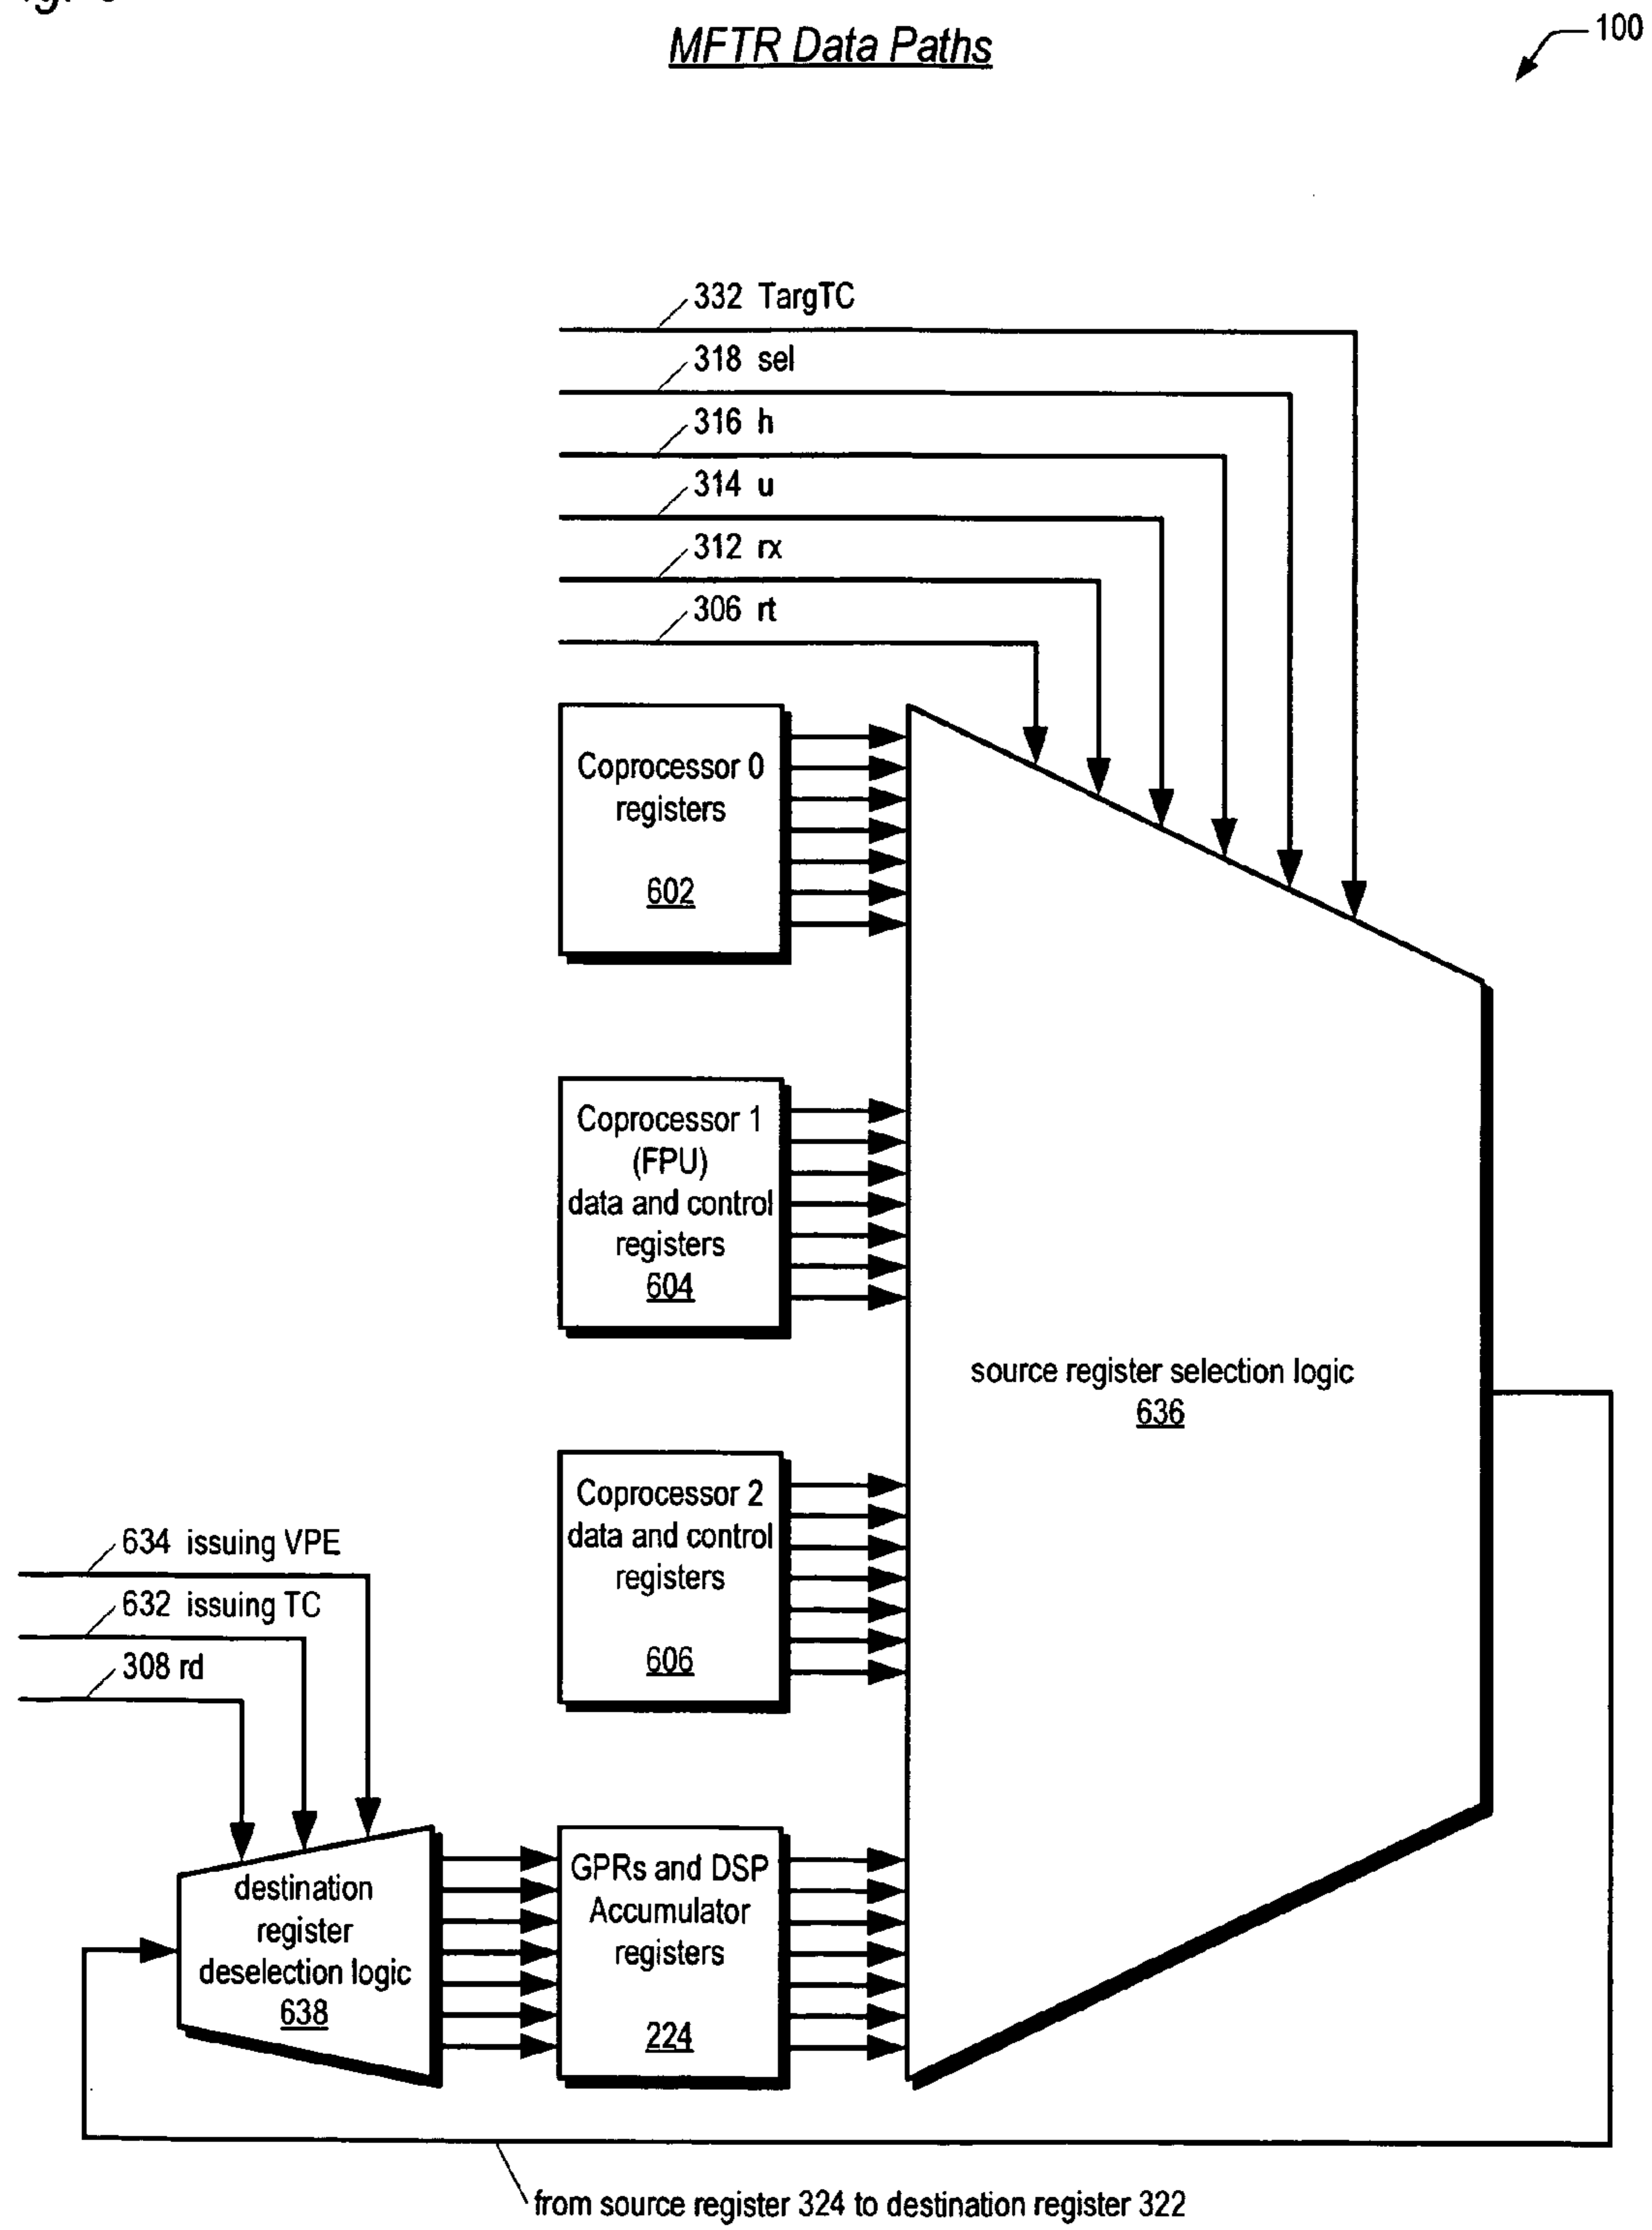 MFTR Data Paths
100
332 TargTC
318 sel
316 h
314 u
312 rx
306 rt
Coprocessor 0
registers
602
Coprocessor 1
(FPU)
data and control
registers
604
source register selection logic
636
Coprocessor 2
data and control
registers
606
634 issuing VPE
632 issuing TC
308 rd
destination
register
deselection logic
638
GPRs and DSP
Accumulator
registers
224
from source register 324 to destination register 322